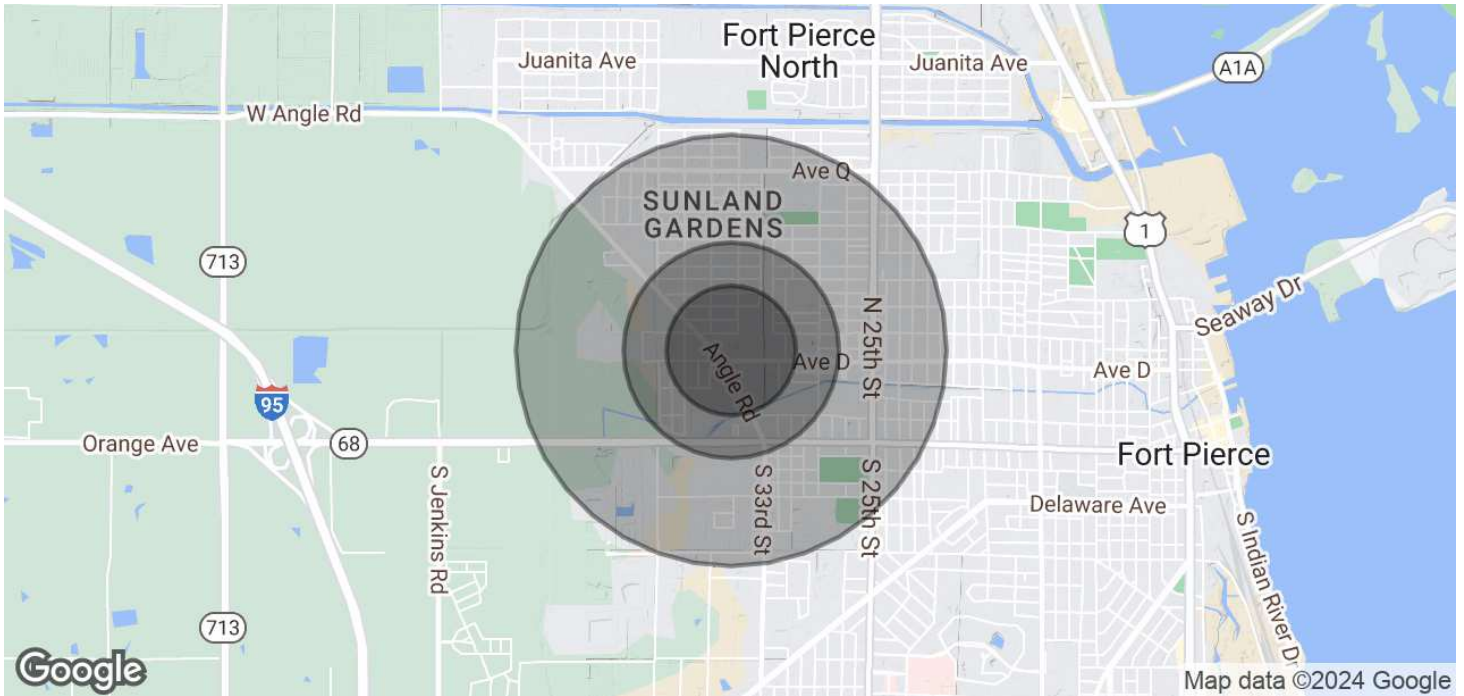 Fort Pierce
North
Juanita Ave
Juanita Ave
A1A
W Angle Rd
Ave Q
SUNLAND
GARDENS
1
713
Seaway Dr
N 25th St
Angle Rd
Ave D
Ave D
95
Orange Ave
68
Fort Pierce
S Jenkins Rd
S 33rd St
S 25th St
Delaware Ave
S Indian River Dr
713
Google
Map data ©2024 Google